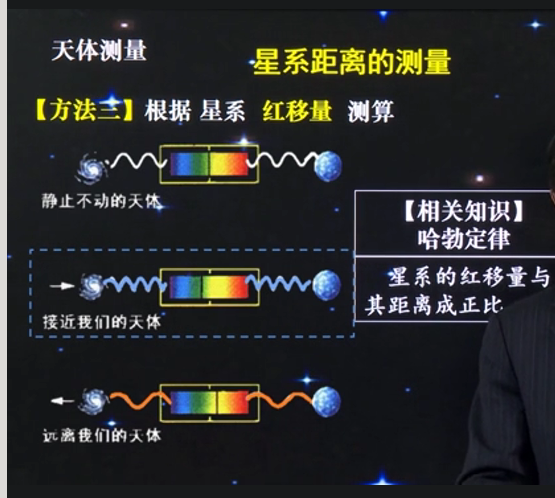 天体测量
星系距离的测量
【方法三】根据 星系 红移量 测算
静止不动的天体
【相关知识】
哈勃定律
星系的红移量与
其距离成正比
接近我们的天体
远离我们的天体